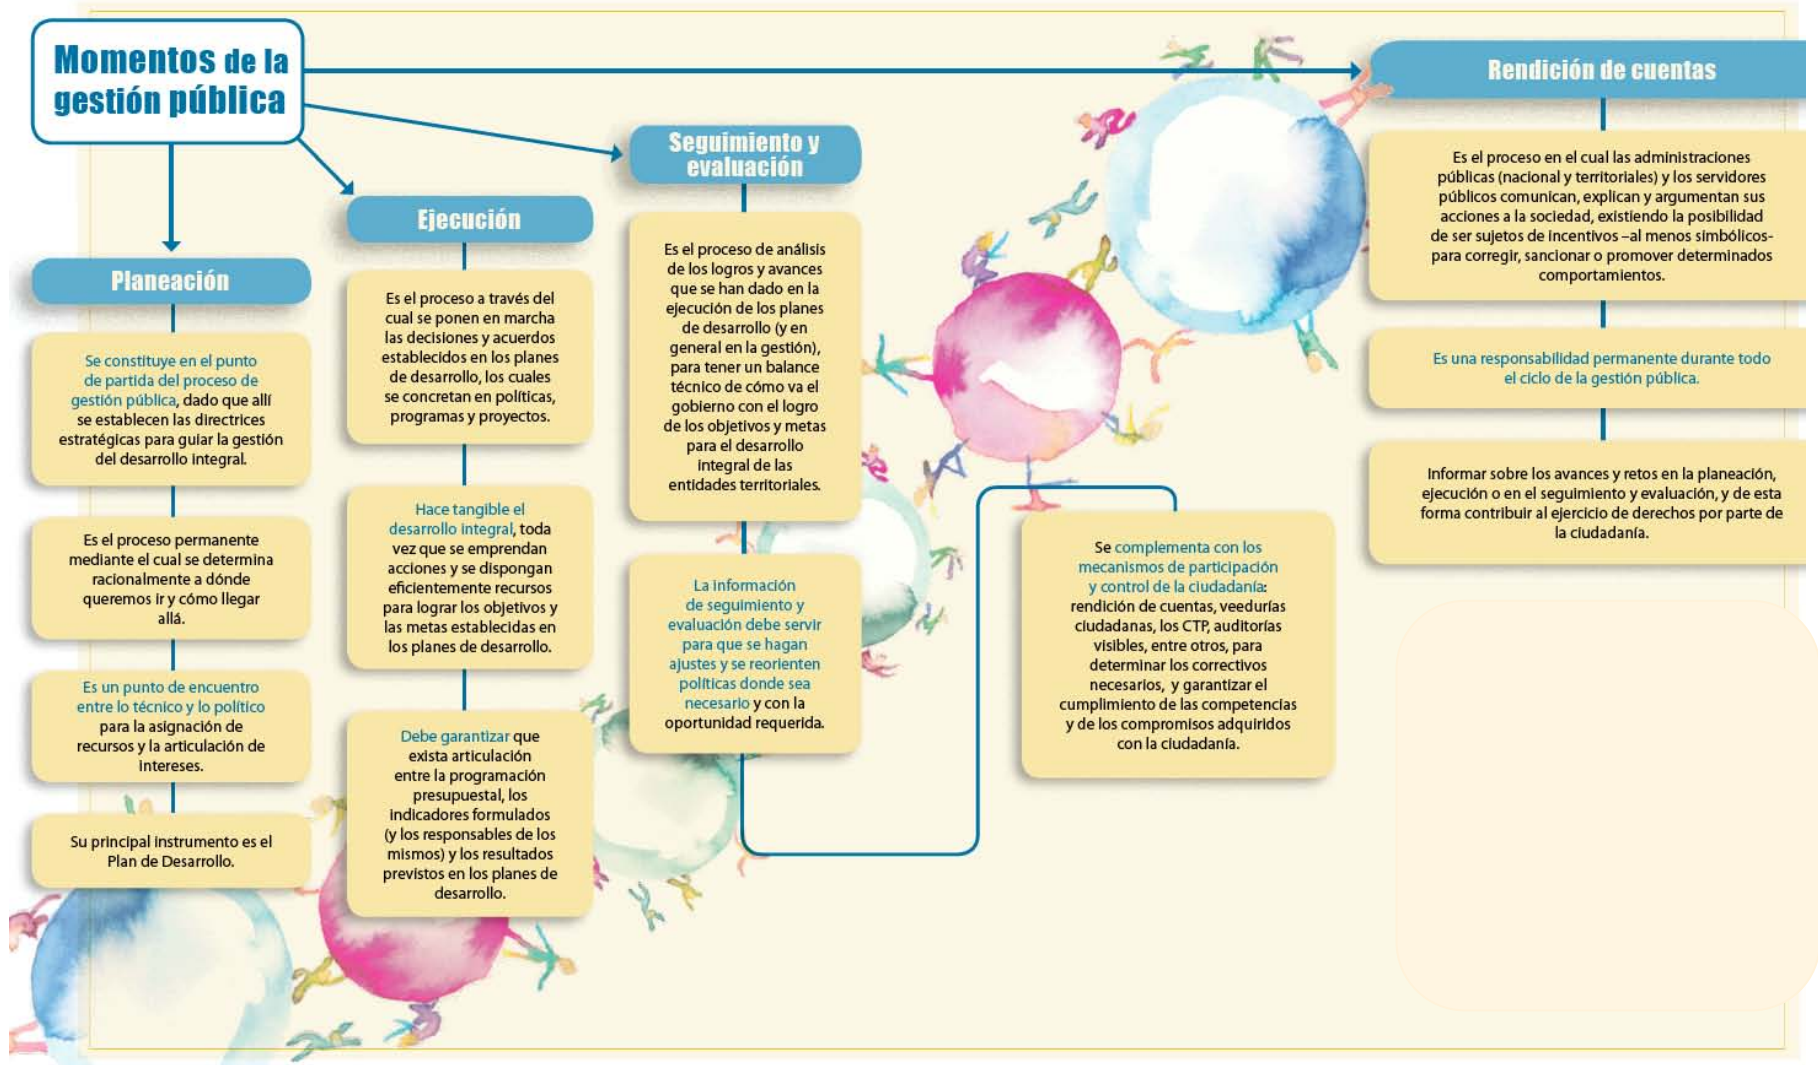 Momentos de la
gestión pública
Planeación
Se constituye en el punto
de partida del proceso de
gestión pública, dado que allí
se establecen las directrices
estratégicas para guiar la gestión
del desarrollo integral.
Es el proceso permanente
mediante el cual se determina
racionalmente a dónde
queremos ir y cómo llegar
allá.
Es un punto de encuentro
entre lo técnico y lo político
para la asignación de
recursos y la articulación de
intereses.
Su principal instrumento es el
Plan de Desarrollo.
Ejecución
Es el proceso a través del
cual se ponen en marcha
las decisiones y acuerdos
establecidos en los planes
de desarrollo, los cuales
se concretan en políticas,
programas y proyectos.
Hace tangible el
desarrollo integral, toda
vez que se emprendan
acciones y se dispongan
eficientemente recursos
para lograr los objetivos y
las metas establecidas en
los planes de desarrollo.
Debe garantizar que
exista articulación
entre la programación
presupuestal, los
indicadores formulados
(y los responsables de los
mismos) y los resultados
previstos en los planes de
desarrollo.
Seguimiento y
evaluación
Es el proceso de análisis
de los logros y avances
que se han dado en la
ejecución de los planes
de desarrollo (y en
general en la gestión),
para tener un balance
técnico de cómo va el
gobierno con el logro
de los objetivos y metas
para el desarrollo
integral de las
entidades territoriales.
La información
de seguimiento y
evaluación debe servir
para que se hagan
ajustes y se reorienten
políticas donde sea
necesario y con la
oportunidad requerida.
Se complementa con los
mecanismos de participación
y control de la ciudadanía:
rendición de cuentas, veedurías
ciudadanas, los CTP, auditorías
visibles, entre otros, para
determinar los correctivos
necesarios, y garantizar el
cumplimiento de las competencias
y de los compromisos adquiridos
con la ciudadanía.
Rendición de cuentas
Es el proceso en el cual las administraciones
públicas (nacional y territoriales) y los servidores
públicos comunican, explican y argumentan sus
acciones a la sociedad, existiendo la posibilidad
de ser sujetos de incentivos –al menos simbólicos-
para corregir, sancionar o promover determinados
comportamientos.
Es una responsabilidad permanente durante todo
el ciclo de la gestión pública.
Informar sobre los avances y retos en la planeación,
ejecución o en el seguimiento y evaluación, y de esta
forma contribuir al ejercicio de derechos por parte de
la ciudadanía.